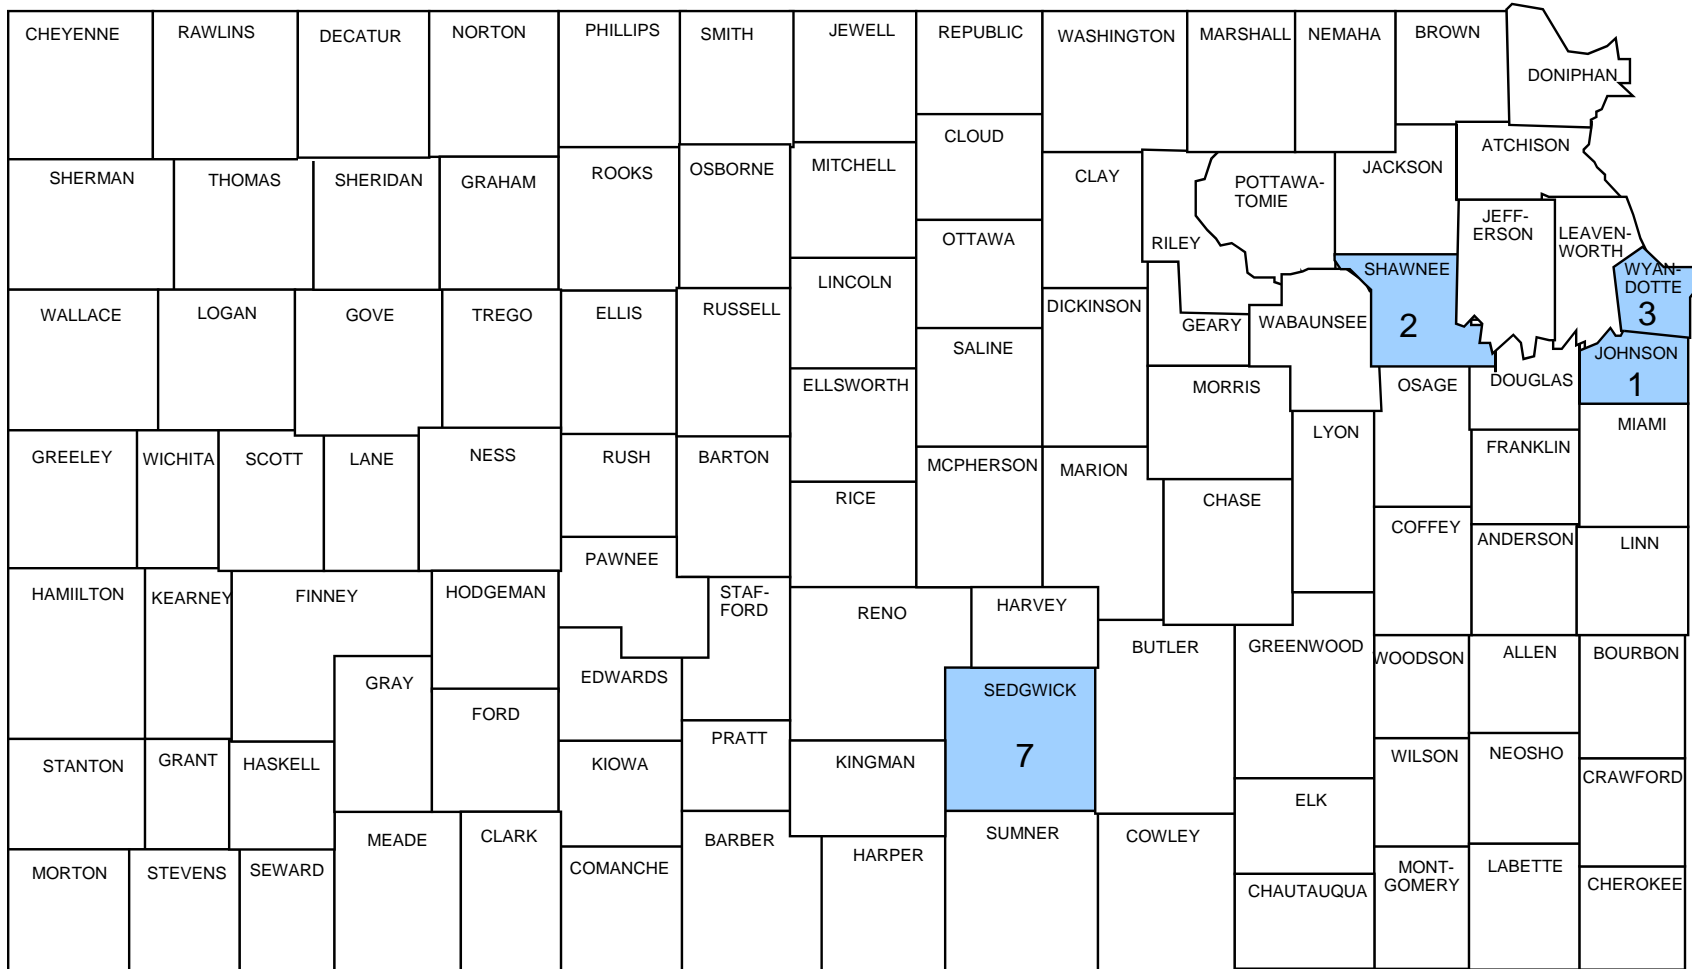 CHEYENNE
RAWLINS
DECATUR
NORTON
PHILLIPS
SMITH
JEWELL
REPUBLIC
WASHINGTON
MARSHALL
NEMAHA
BROWN
DONIPHAN
CLOUD
ATCHISON
SHERMAN
THOMAS
SHERIDAN
GRAHAM
ROOKS
OSBORNE
MITCHELL
CLAY
POTTAWA-
TOMIE
JACKSON
JEFF-
ERSON
LEAVEN-
WORTH
OTTAWA
RILEY
SHAWNEE
2
WYAN-
DOTTE
3
WALLACE
LOGAN
GOVE
TREGO
ELLIS
RUSSELL
LINCOLN
DICKINSON
GEARY
WABAUNSEE
SALINE
JOHNSON
1
ELLSWORTH
MORRIS
OSAGE
DOUGLAS
MIAMI
GREELEY
WICHITA
SCOTT
LANE
NESS
RUSH
BARTON
MCPHERSON
MARION
LYON
FRANKLIN
RICE
CHASE
COFFEY
ANDERSON
LINN
PAWNEE
HAMIILTON
KEARNEY
FINNEY
HODGEMAN
STAF-
FORD
RENO
HARVEY
BUTLER
GREENWOOD
WOODSON
ALLEN
BOURBON
GRAY
EDWARDS
SEDGWICK
7
FORD
PRATT
STANTON
GRANT
HASKELL
KIOWA
KINGMAN
WILSON
NEOSHO
CRAWFORD
ELK
MEADE
CLARK
BARBER
SUMNER
COWLEY
MORTON
STEVENS
SEWARD
COMANCHE
HARPER
CHAUTAUQUA
MONT-
GOMERY
LABETTE
CHEROKEE